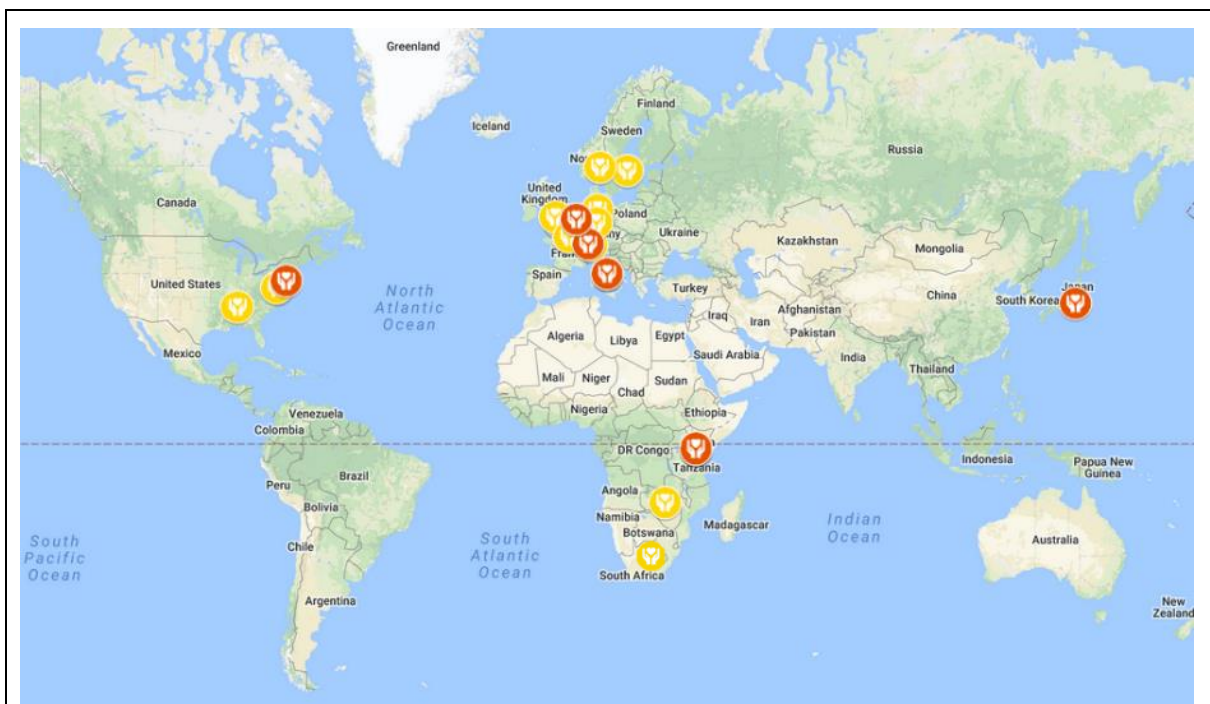 Greenland
Iceland
Finland
Sweden
Russia
Canada
United
Kingdom
Poland
Ukraine
Kazakhstan
Mongolia
United States
Spain
Turkey
China
South Korea
Japan
North
Atlantic
Ocean
Afghanistan
Iraq
Iran
Pakistan
Algeria
Libya
Egypt
Saudi Arabia
Mexico
India
Thailand
Mali
Niger
Chad
Sudan
Nigeria
Ethiopia
Venezuela
Colombia
DR Congo
Tanzania
Indonesia
Papua New
Guinea
Brazil
Peru
Angola
Bolivia
Namibia
Botswana
Madagascar
Indian
Ocean
South
Pacific
Ocean
South
Atlantic
Ocean
Chile
Australia
South Africa
Argentina
New
Zealand